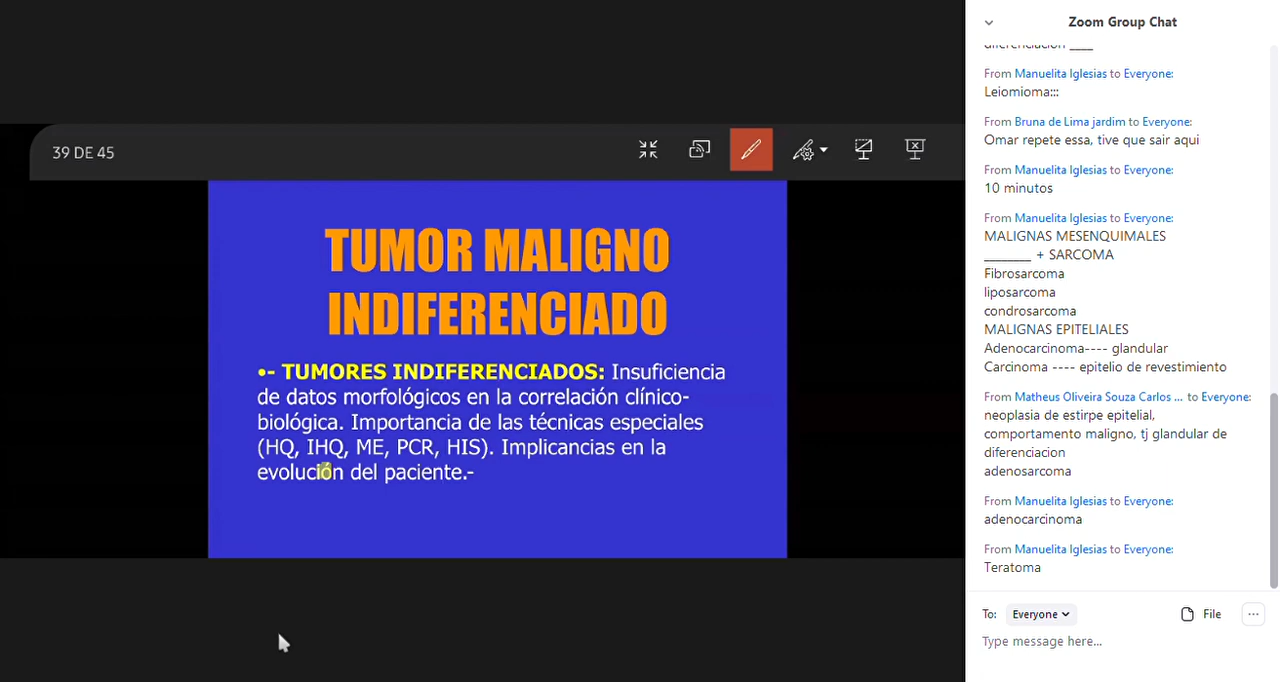 39 DE 45
TUMOR MALIGNO
INDIFERENCIADO
•- TUMORES INDIFERENCIADOS: Insuficiencia
de datos morfológicos en la correlación clínico-
biológica. Importancia de las técnicas especiales
(HQ, IHQ, ME, PCR, HIS). Implicancias en la
evolución del paciente.-
Zoom Group Chat
diferenciacion ____
From Manuelita Iglesias to Everyone:
Leiomioma:::
From Bruna de Lima jardim to Everyone:
Omar repete essa, tive que sair aqui
From Manuelita Iglesias to Everyone:
10 minutos
From Manuelita Iglesias to Everyone:
MALIGNAS MESENQUIMALES
_______ + SARCOMA
Fibrosarcoma
liposarcoma
condrosarcoma
MALIGNAS EPITELIALES
Adenocarcinoma---- glandular
Carcinoma ---- epitelio de revestimiento
From Matheus Oliveira Souza Carlos ... to Everyone:
neoplasia de estirpe epitelial,
comportamento maligno, tj glandular de
diferenciacion
adenosarcoma
From Manuelita Iglesias to Everyone:
adenocarcinoma
From Manuelita Iglesias to Everyone:
Teratoma
To: Everyone File ...
Type message here...